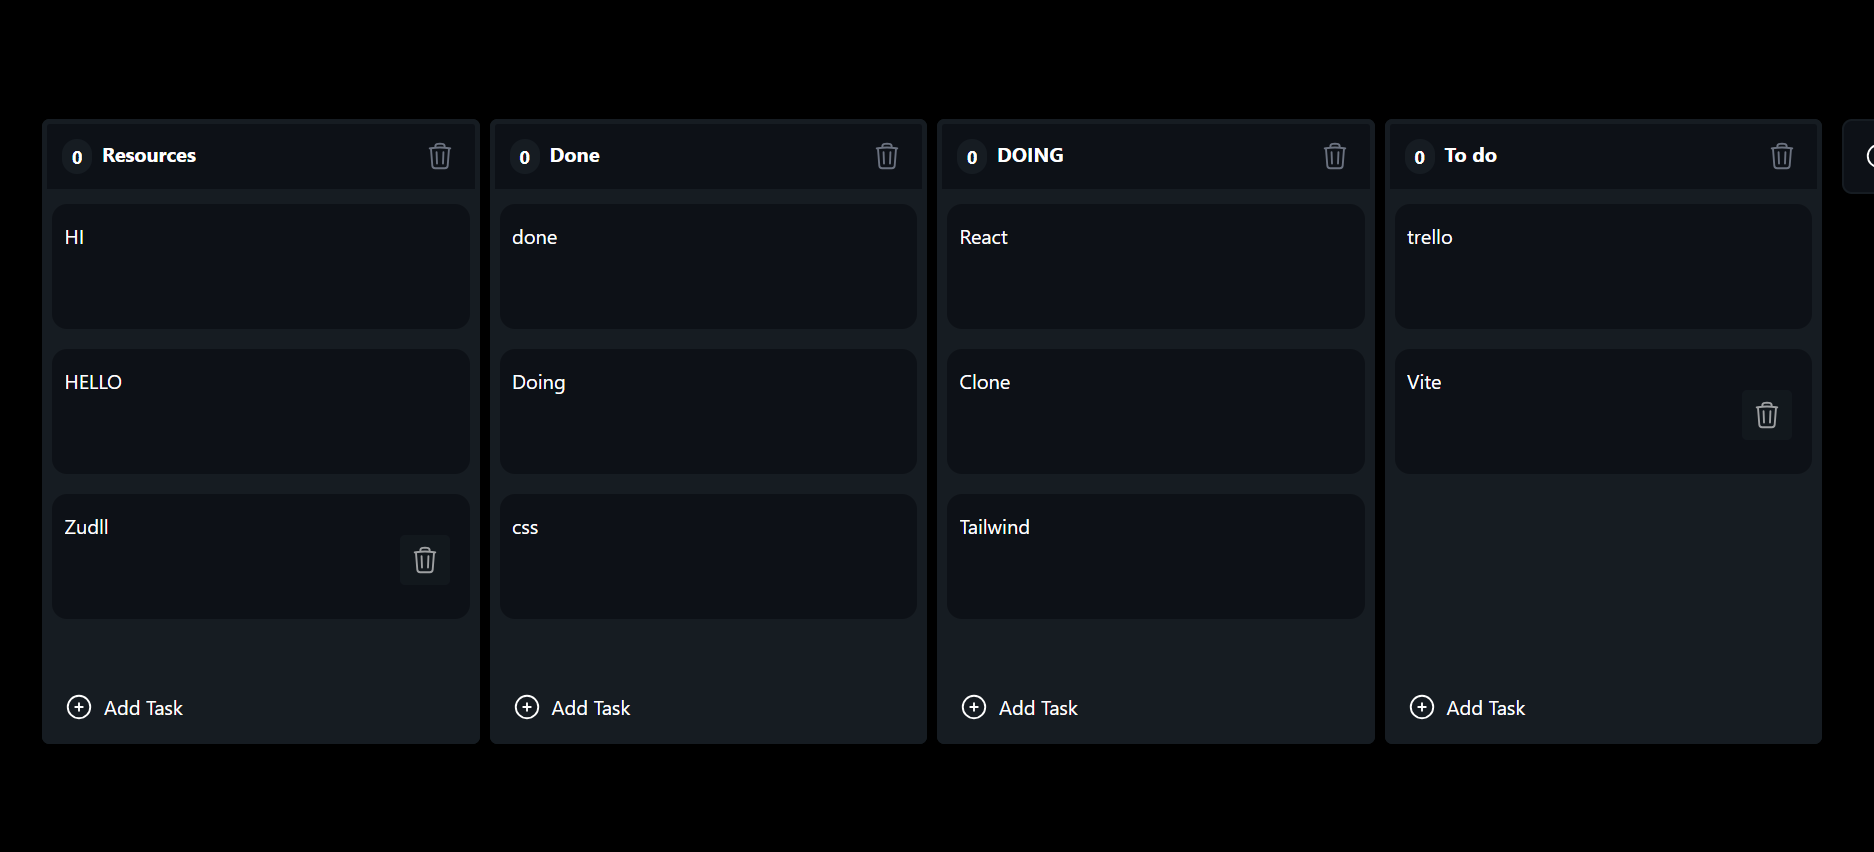 0 Resources
HI
HELLO
Zudll
Add Task
0 Done
done
Doing
css
Add Task
0 DOING
React
Clone
Tailwind
Add Task
0 To do
trello
Vite
Add Task